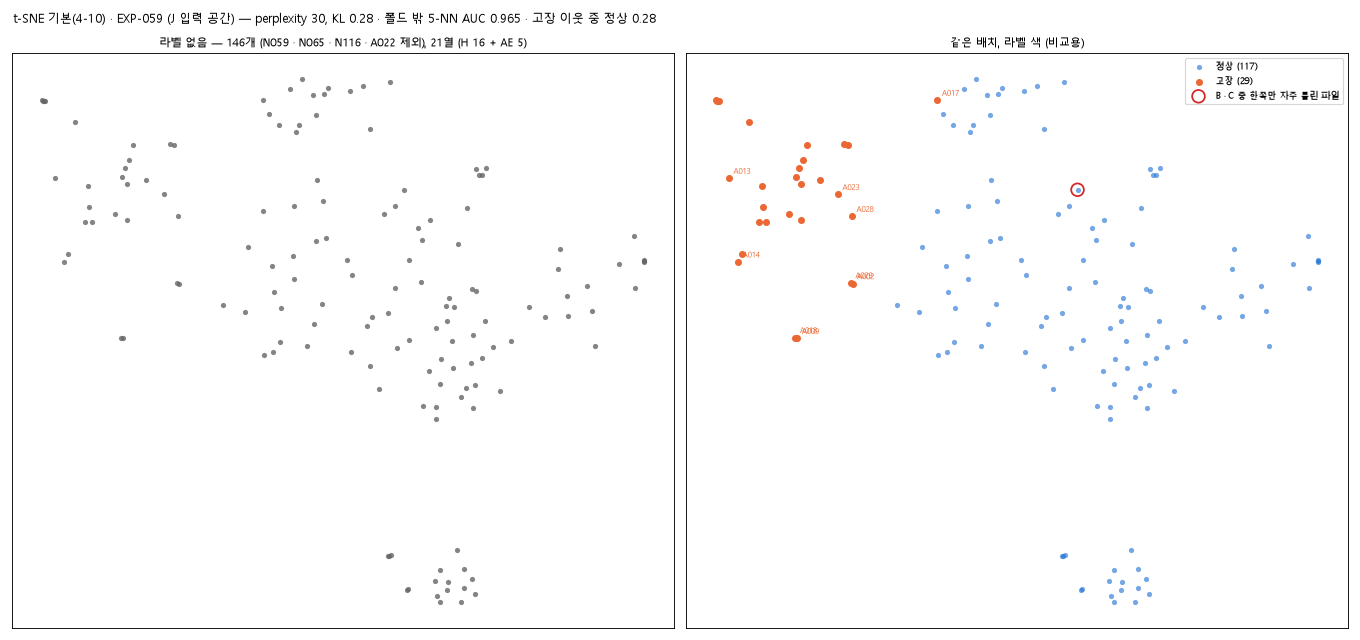 t-SNE 기본(4-10) · EXP-059 (J 입력 공간) — perplexity 30, KL 0.28 · 폴드 밖 5-NN AUC 0.965 · 고장 이웃 중 정상 0.28
라벨 없음 — 146개 (N059 · N065 · N116 · A022 제외), 21열 (H 16 + AE 5)
같은 배치, 라벨 색 (비교용)
정상 (117)
고장 (29)
B · C 중 한쪽만 자주 틀린 파일
A017
A013
A023
A028
A014